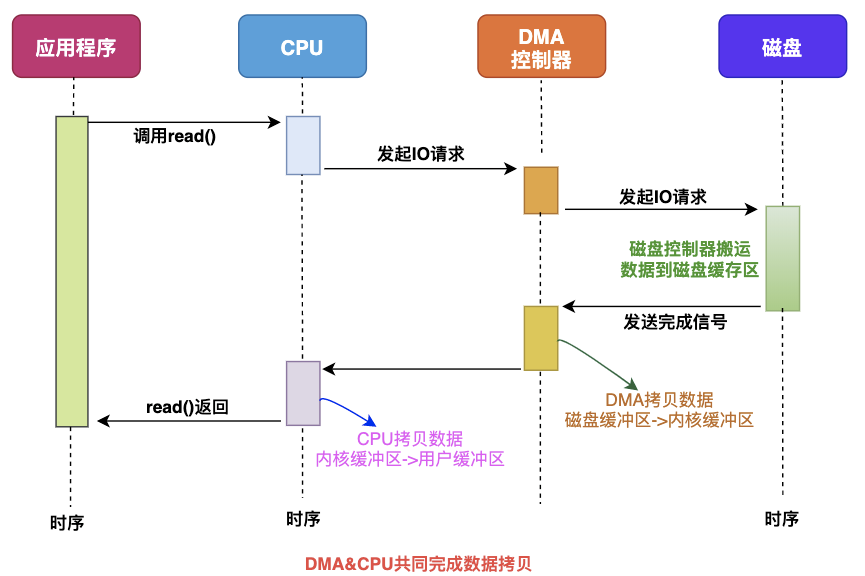 应用程序
CPU
DMA
控制器
磁盘
调用read()
发起IO请求
发起IO请求
磁盘控制器搬运
数据到磁盘缓存区
发送完成信号
DMA拷贝数据
磁盘缓冲区->内核缓冲区
read()返回
CPU拷贝数据
内核缓冲区->用户缓冲区
时序
时序
时序
DMA&CPU共同完成数据拷贝